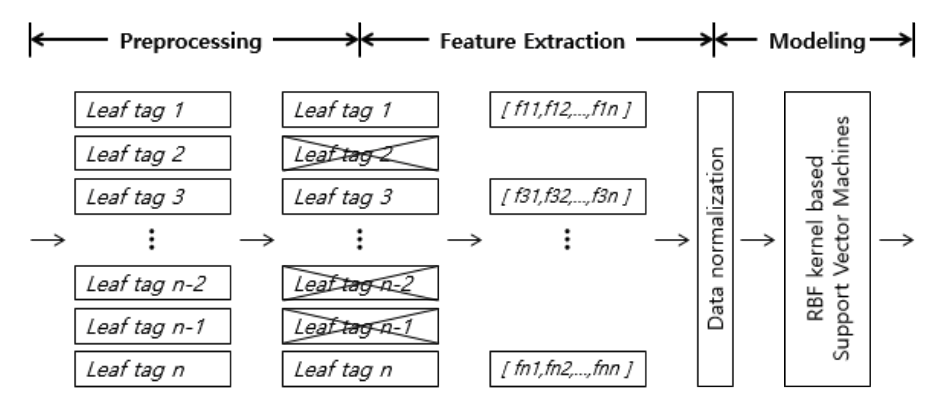 Preprocessing
Feature Extraction
Modeling
Leaf tag 1
Leaf tag 2
Leaf tag 3
⋮
Leaf tag n-2
Leaf tag n-1
Leaf tag n
Leaf tag 1
Leaf tag 2
Leaf tag 3
⋮
Leaf tag n-2
Leaf tag n-1
Leaf tag n
[ f11,f12,...,f1n ]
[ f31,f32,...,f3n ]
⋮
[ fn1,fn2,...,fnn ]
Data normalization
RBF kernel based
Support Vector Machines